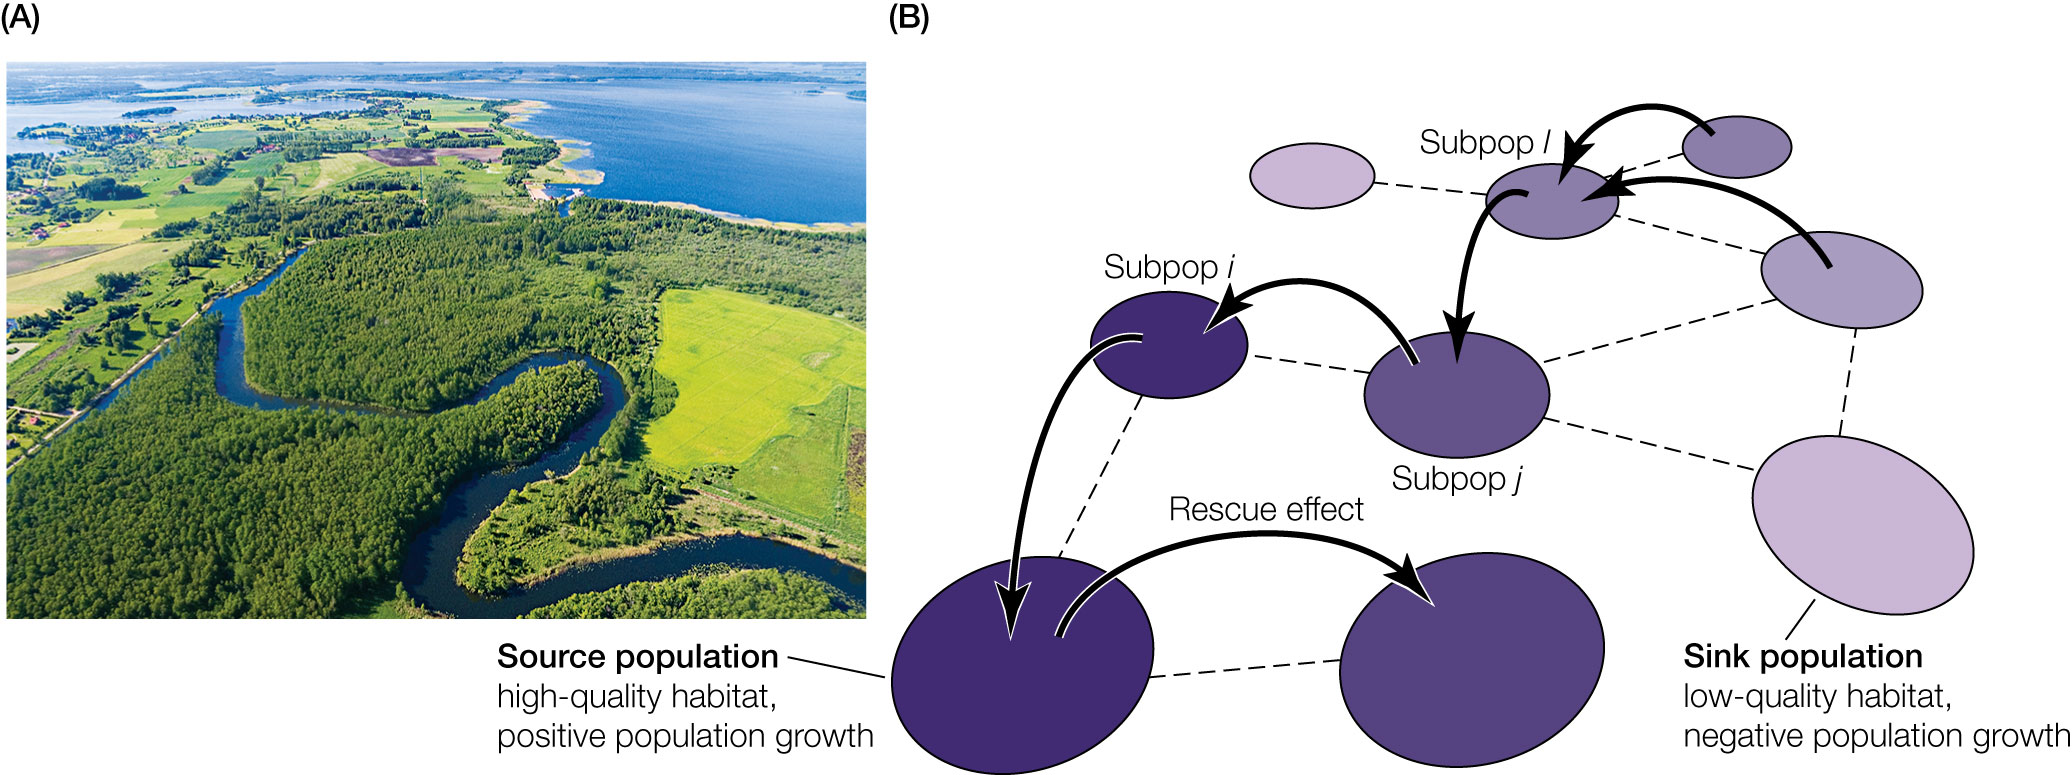 (A)
(B)
Subpop l
Subpop i
Subpop j
Rescue effect
Source population
high-quality habitat,
positive population growth
Sink population
low-quality habitat,
negative population growth